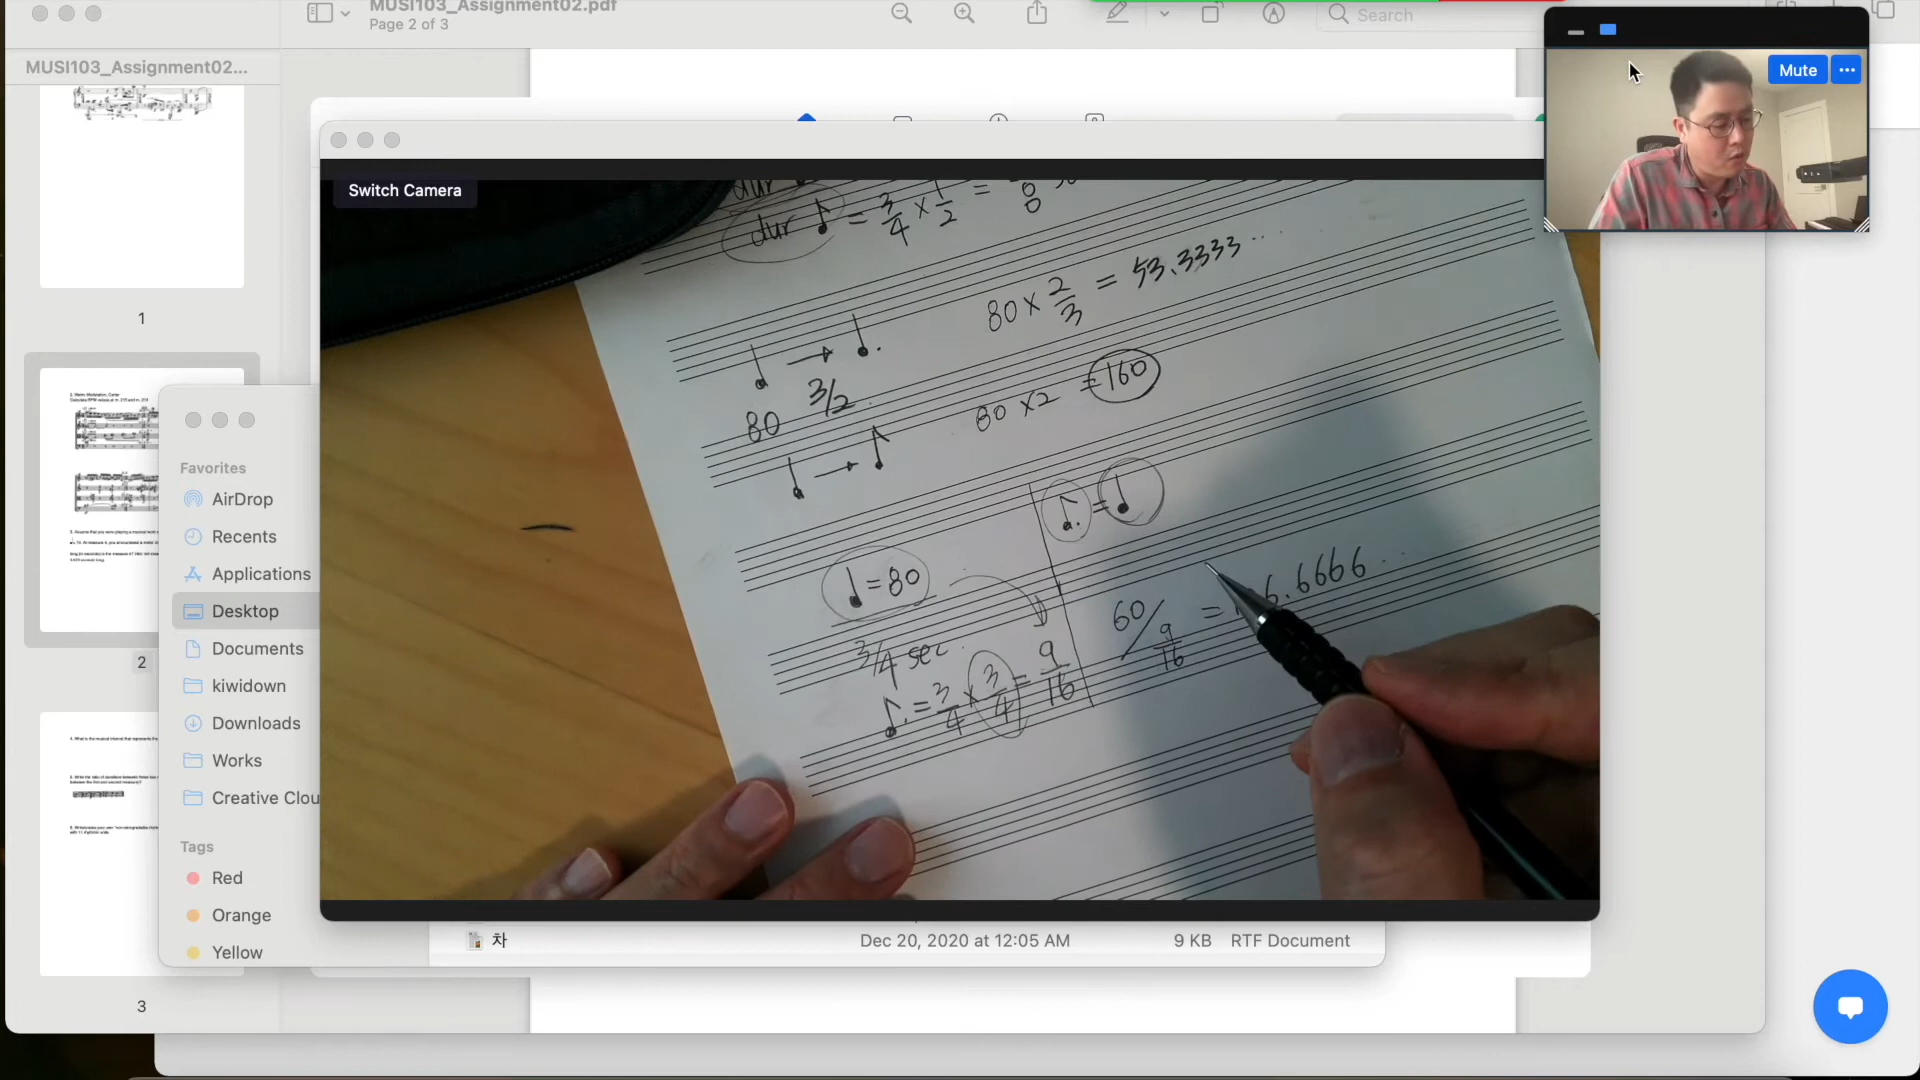 MUSI103_Assignment02.pdf
Page 2 of 3
Search
MUSI103_Assignment02...
Mute
Switch Camera
dur ♪ = 3/4 × 1/2 =
80 × 2/3 = 53.3333...
♩ → ♩.
80 3/2
80 × 2 = 160
♩ → ♪
♪. = ♩
♩ = 80
3/4 sec
60 / 9/16 = 6.6666...
♪. = 3/4 × 3/4 = 9/16
1
2
3
Favorites
AirDrop
Recents
Applications
Desktop
Documents
kiwidown
Downloads
Works
Creative Clou
Tags
Red
Orange
Yellow
차 Dec 20, 2020 at 12:05 AM 9 KB RTF Document